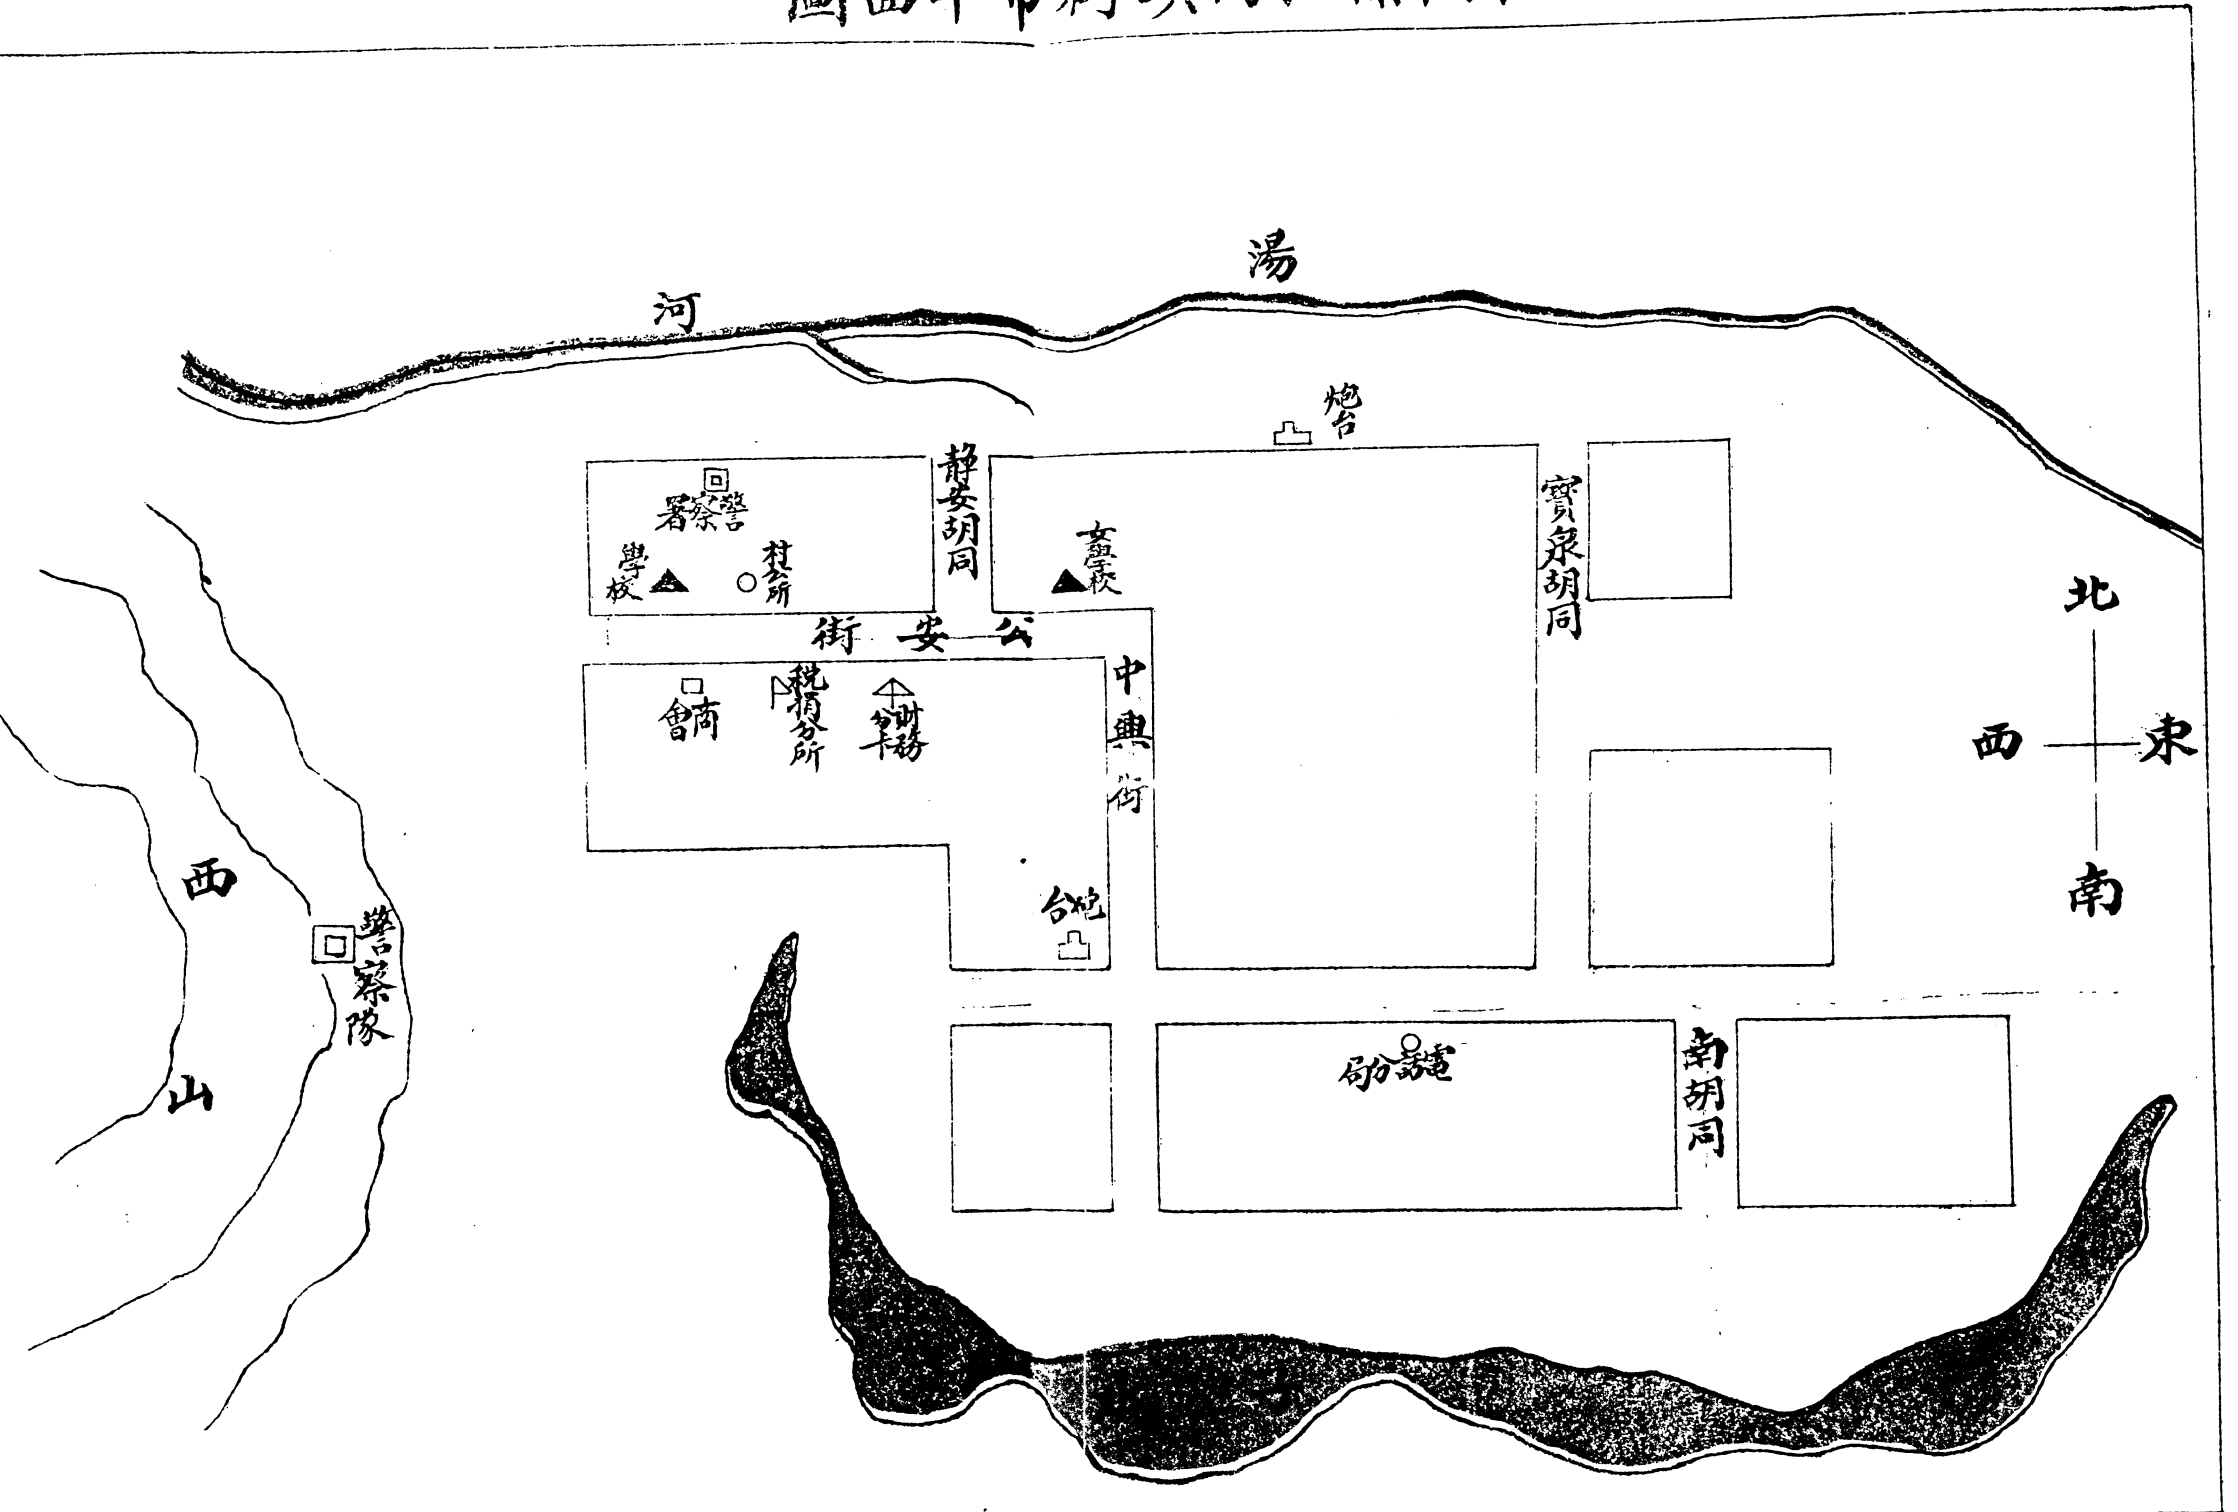 湯河
炮台
靜安胡同
寶泉胡同
警察署
學校
村公所
女學校
公安街
中興街
商會
稅捐分所
財務分卡
炮台
北
東
西
南
西山
警察隊
電話分局
南胡同